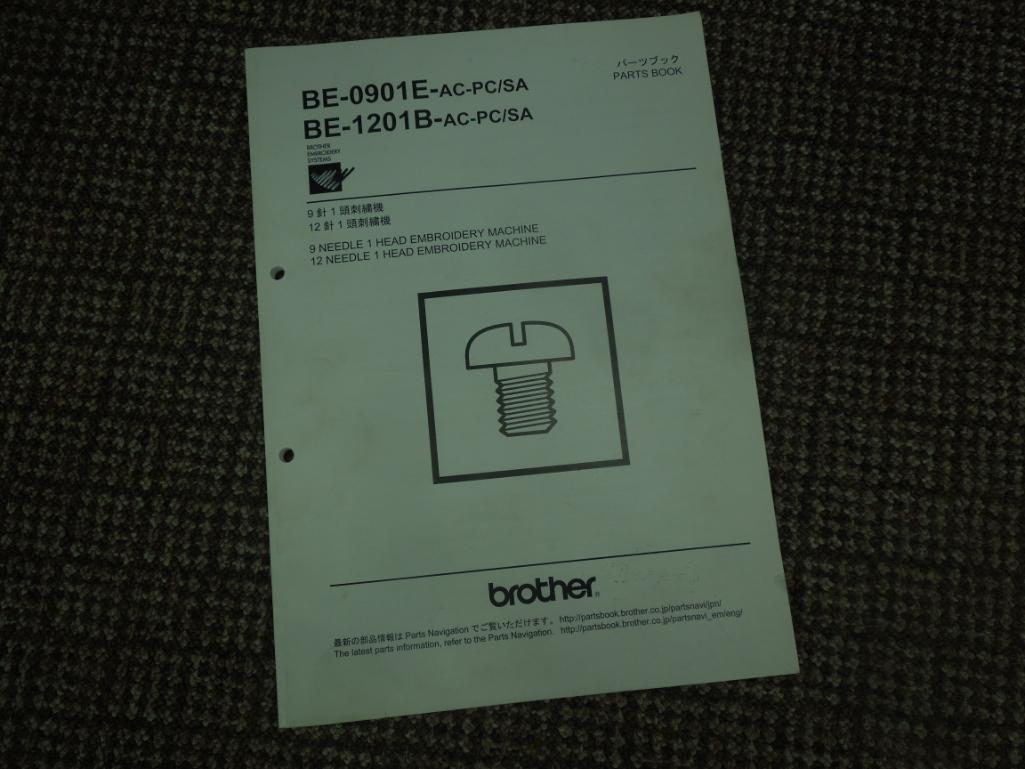 パーツブック
PARTS BOOK
BE-0901E-AC-PC/SA
BE-1201B-AC-PC/SA
BROTHER
EMBROIDERY
SYSTEMS
9 針 1 頭刺繍機
12 針 1 頭刺繍機
9 NEEDLE 1 HEAD EMBROIDERY MACHINE
12 NEEDLE 1 HEAD EMBROIDERY MACHINE
brother®
最新の部品情報は Parts Navigation でご覧いただけます。 http://partsbook.brother.co.jp/partsnavi/jpn/
The latest parts information, refer to the Parts Navigation. http://partsbook.brother.co.jp/partsnavi_em/eng/